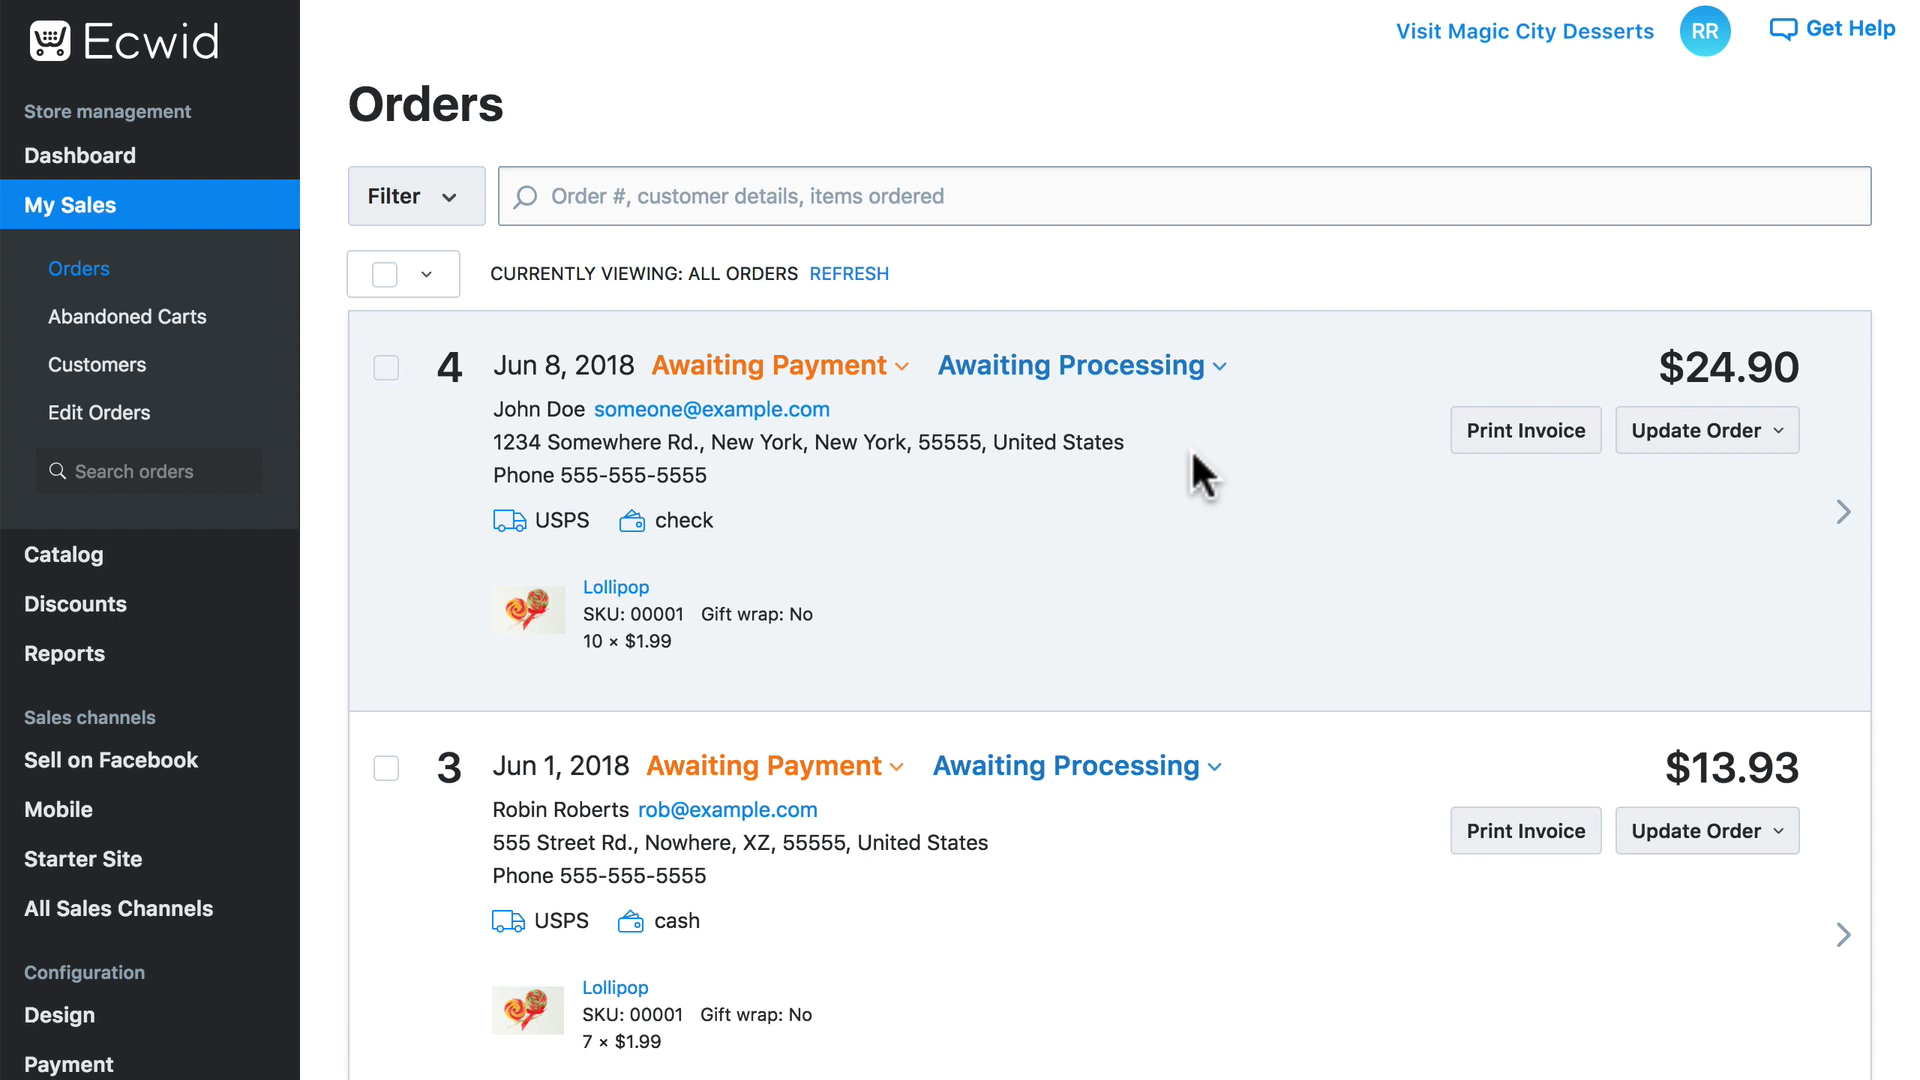 Ecwid
Store management
Dashboard
My Sales
Orders
Abandoned Carts
Customers
Edit Orders
Search orders
Catalog
Discounts
Reports
Sales channels
Sell on Facebook
Mobile
Starter Site
All Sales Channels
Configuration
Design
Payment
Visit Magic City Desserts RR Get Help
Orders
Filter Order #, customer details, items ordered
CURRENTLY VIEWING: ALL ORDERS REFRESH
4 Jun 8, 2018 Awaiting Payment Awaiting Processing $24.90
John Doe someone@example.com
Print Invoice Update Order
1234 Somewhere Rd., New York, New York, 55555, United States
Phone 555-555-5555
USPS check
Lollipop
SKU: 00001 Gift wrap: No
10 × $1.99
3 Jun 1, 2018 Awaiting Payment Awaiting Processing $13.93
Robin Roberts rob@example.com
Print Invoice Update Order
555 Street Rd., Nowhere, XZ, 55555, United States
Phone 555-555-5555
USPS cash
Lollipop
SKU: 00001 Gift wrap: No
7 × $1.99